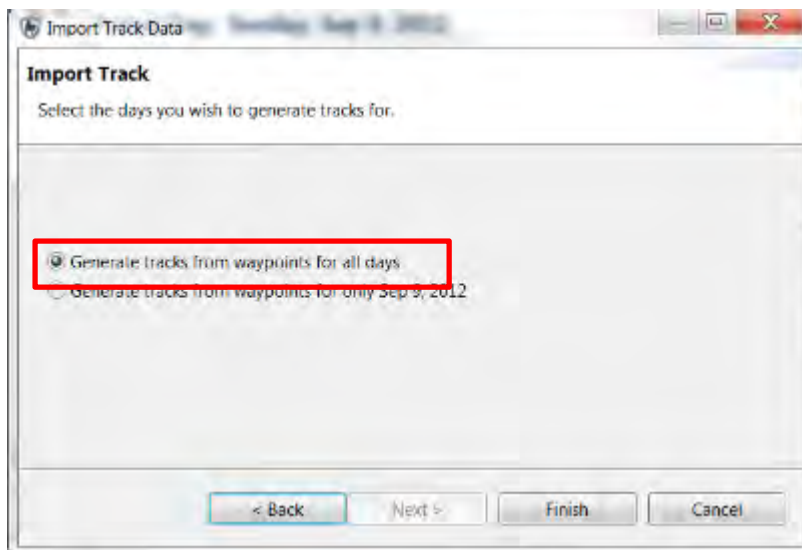 Import Track Data
Import Track
Select the days you wish to generate tracks for.
Generate tracks from waypoints for all days
Generate tracks from waypoints for only Sep 9, 2012
< Back
Next >
Finish
Cancel